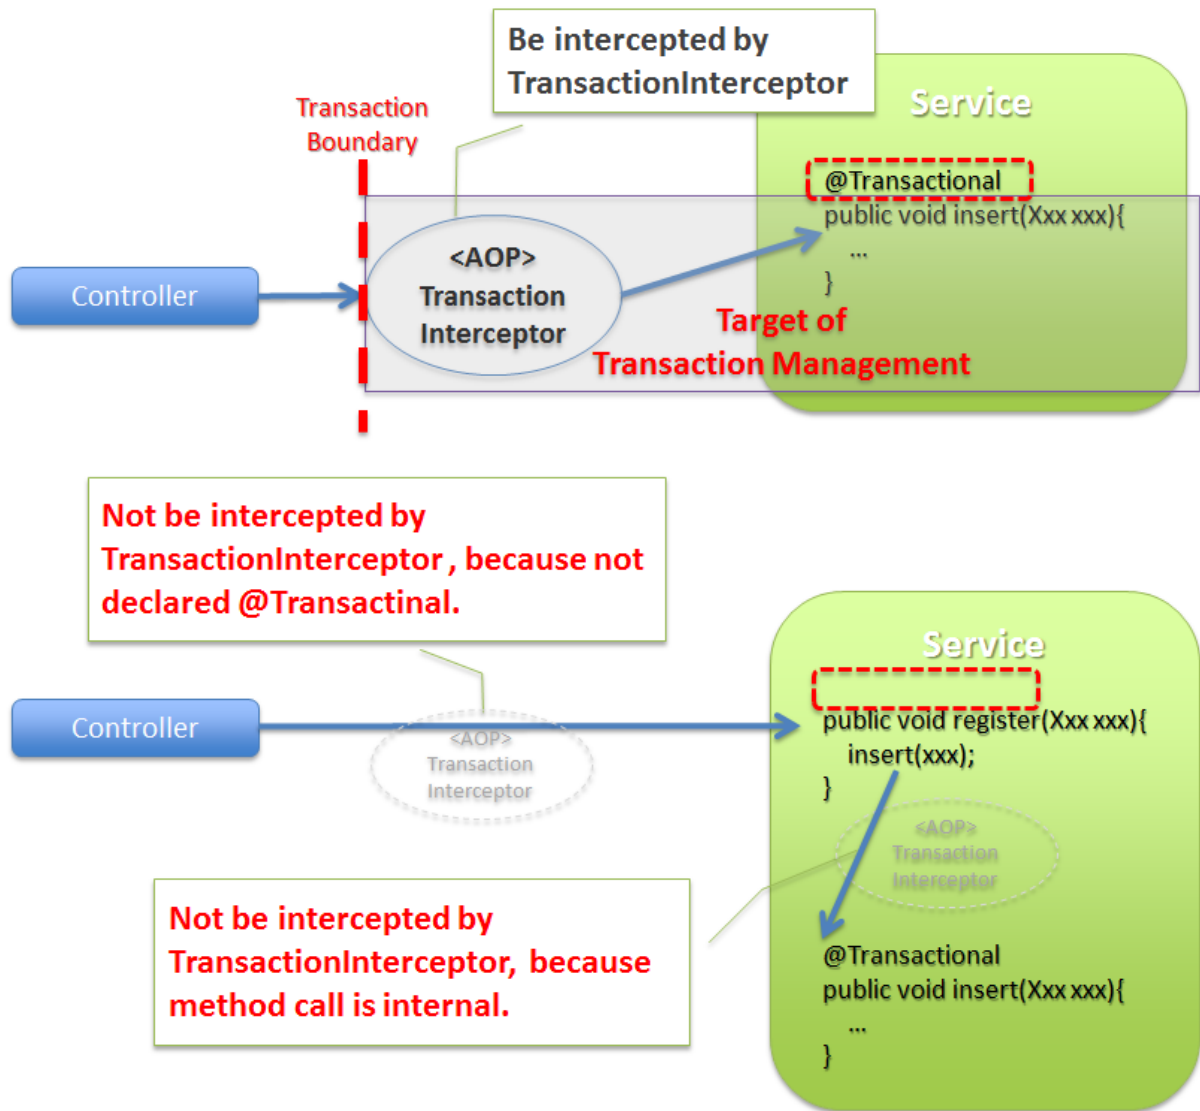 Be intercepted by
TransactionInterceptor
Transaction
Boundary
Service
@Transactional
public void insert(Xxx xxx){
...
}
Controller
<AOP>
Transaction
Interceptor
Target of
Transaction Management
Not be intercepted by
TransactionInterceptor , because not
declared @Transactinal.
Service
Controller
public void register(Xxx xxx){
insert(xxx);
}
<AOP>
Transaction
Interceptor
<AOP>
Transaction
Interceptor
Not be intercepted by
TransactionInterceptor, because
method call is internal.
@Transactional
public void insert(Xxx xxx){
...
}